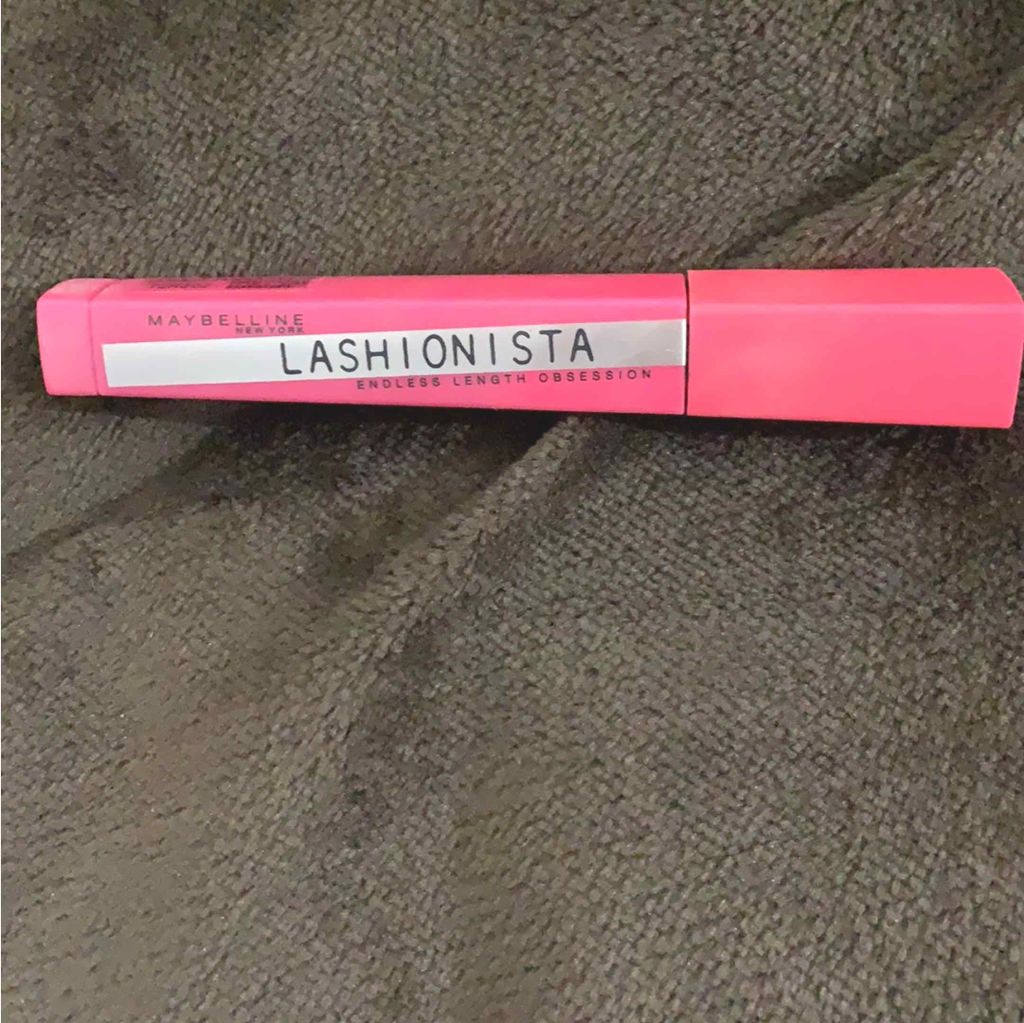 MAYBELLINE
NEW YORK
LASHIONISTA
ENDLESS LENGTH OBSESSION